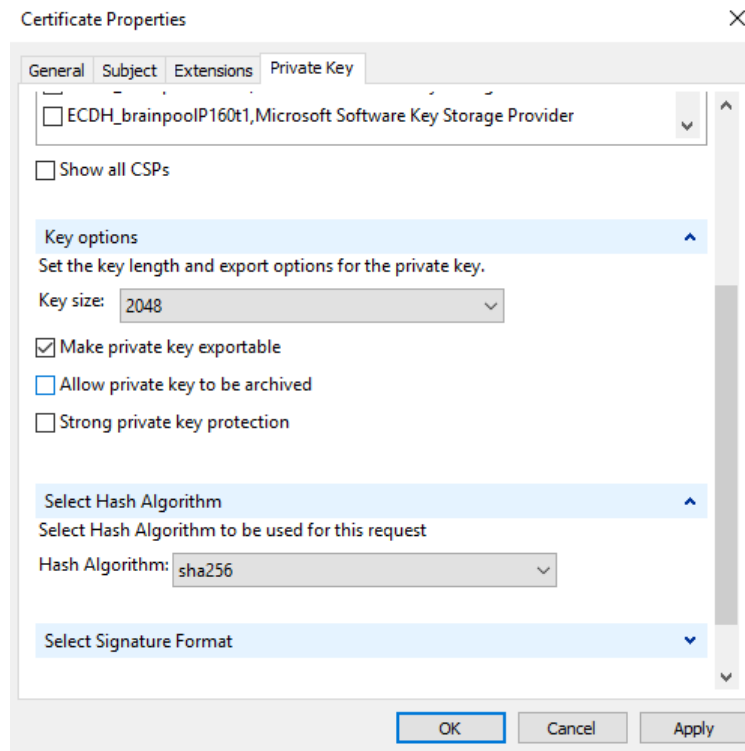 Certificate Properties
General Subject Extensions Private Key
ECDH_brainpoolP160t1,Microsoft Software Key Storage Provider
Show all CSPs
Key options
Set the key length and export options for the private key.
Key size: 2048
Make private key exportable
Allow private key to be archived
Strong private key protection
Select Hash Algorithm
Select Hash Algorithm to be used for this request
Hash Algorithm: sha256
Select Signature Format
OK Cancel Apply